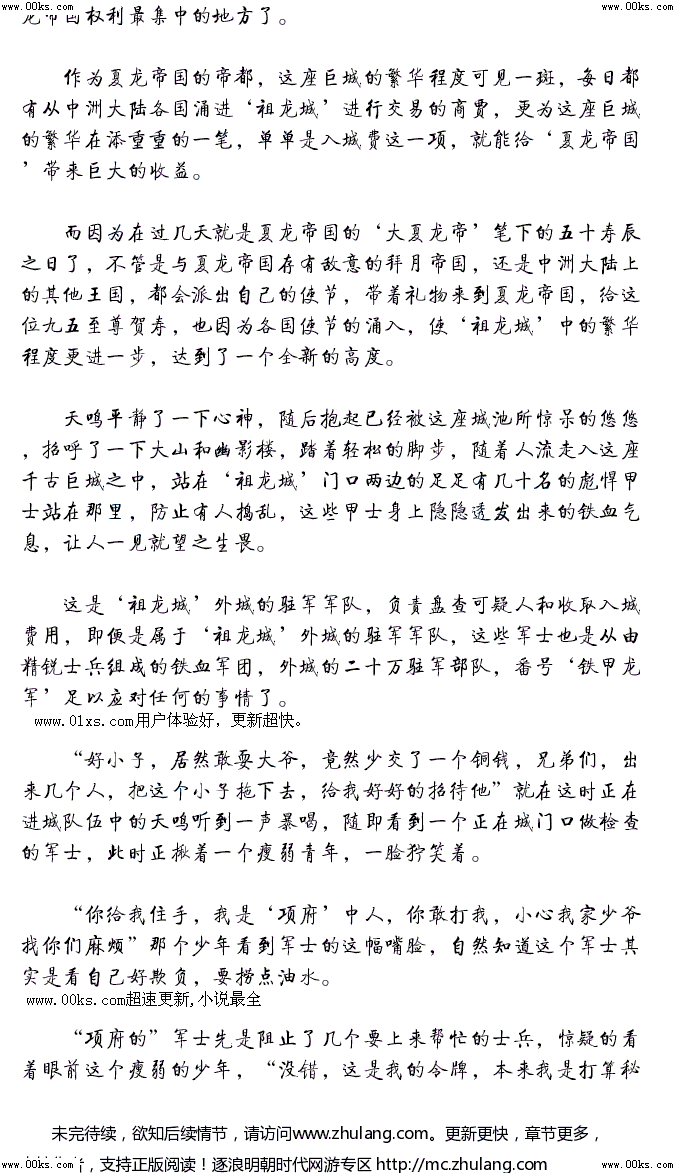 www.00ks.com www.00ks.com
龙帝国权利最集中的地方了。
作为夏龙帝国的帝都，这座巨城的繁华程度可见一斑，每日都
有从中洲大陆各国涌进‘祖龙城’进行交易的商贾，更为这座巨城
的繁华在添重重的一笔，单单是入城费这一项，就能给‘夏龙帝国
’带来巨大的收益。
而因为在过几天就是夏龙帝国的‘大夏龙帝’笔下的五十寿辰
之日了，不管是与夏龙帝国存有敌意的拜月帝国，还是中洲大陆上
的其他王国，都会派出自己的使节，带着礼物来到夏龙帝国，给这
位九五至尊贺寿，也因为各国使节的涌入，使‘祖龙城’中的繁华
程度更进一步，达到了一个全新的高度。
天鸣平静了一下心神，随后抱起已经被这座城池所惊呆的悠悠
，招呼了一下大山和幽影楼，踏着轻松的脚步，随着人流走入这座
千古巨城之中，站在‘祖龙城’门口两边的足足有几十名的彪悍甲
士站在那里，防止有人捣乱，这些甲士身上隐隐透发出来的铁血气
息，让人一见就望之生畏。
这是‘祖龙城’外城的驻军军队，负责盘查可疑人和收取入城
费用，即便是属于‘祖龙城’外城的驻军军队，这些军士也是从由
精锐士兵组成的铁血军团，外城的二十万驻军部队，番号‘铁甲龙
军’足以应对任何的事情了。
www.01xs.com用户体验好，更新超快。
“好小子，居然敢耍大爷，竟然少交了一个铜钱，兄弟们，出
来几个人，把这个小子拖下去，给我好好的招待他”就在这时正在
进城队伍中的天鸣听到一声暴喝，随即看到一个正在城门口做检查
的军士，此时正揪着一个瘦弱青年，一脸狞笑着。
“你给我住手，我是‘项府’中人，你敢打我，小心我家少爷
找你们麻烦”那个少年看到军士的这幅嘴脸，自然知道这个军士其
实是看自己好欺负，要捞点油水。
www.00ks.com超速更新,小说最全
“项府的”军士先是阻止了几个要上来帮忙的士兵，惊疑的看
着眼前这个瘦弱的少年，“没错，这是我的令牌，本来我是打算秘
未完待续，欲知后续情节，请访问www.zhulang.com。更新更快，章节更多，
，支持正版阅读！逐浪明朝时代网游专区 http://mc.zhulang.com
www.00ks.com www.00ks.com